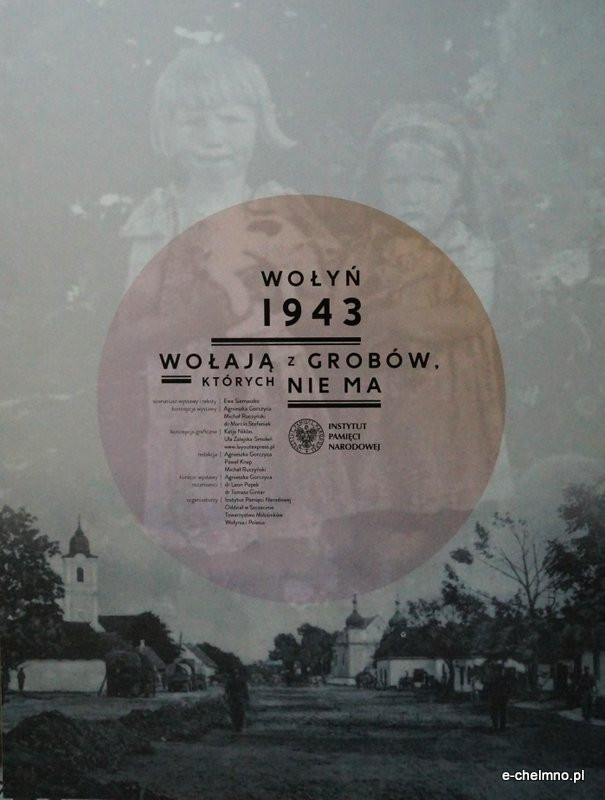 WOŁYŃ
1943
WOŁAJĄ z GROBÓW,
KTÓRYCH NIE MA
scenariusz wystawy i teksty | Ewa Siemaszko
koncepcja wystawy | Agnieszka Gorczyca
Michał Ruczyński
dr Marcin Stefaniak
koncepcja graficzna | Katja Niklas
Ula Zalejska-Smoleń
www.layoutexpress.pl
redakcja | Agnieszka Gorczyca
Paweł Knap
Michał Ruczyński
kurator wystawy | Agnieszka Gorczyca
recenzenci | dr Leon Popek
dr Tomasz Ginter
organizatorzy | Instytut Pamięci Narodowej
Oddział w Szczecinie
Towarzystwo Miłośników
Wołynia i Polesia
INSTYTUT
PAMIĘCI
NARODOWEJ
e-chelmno.pl